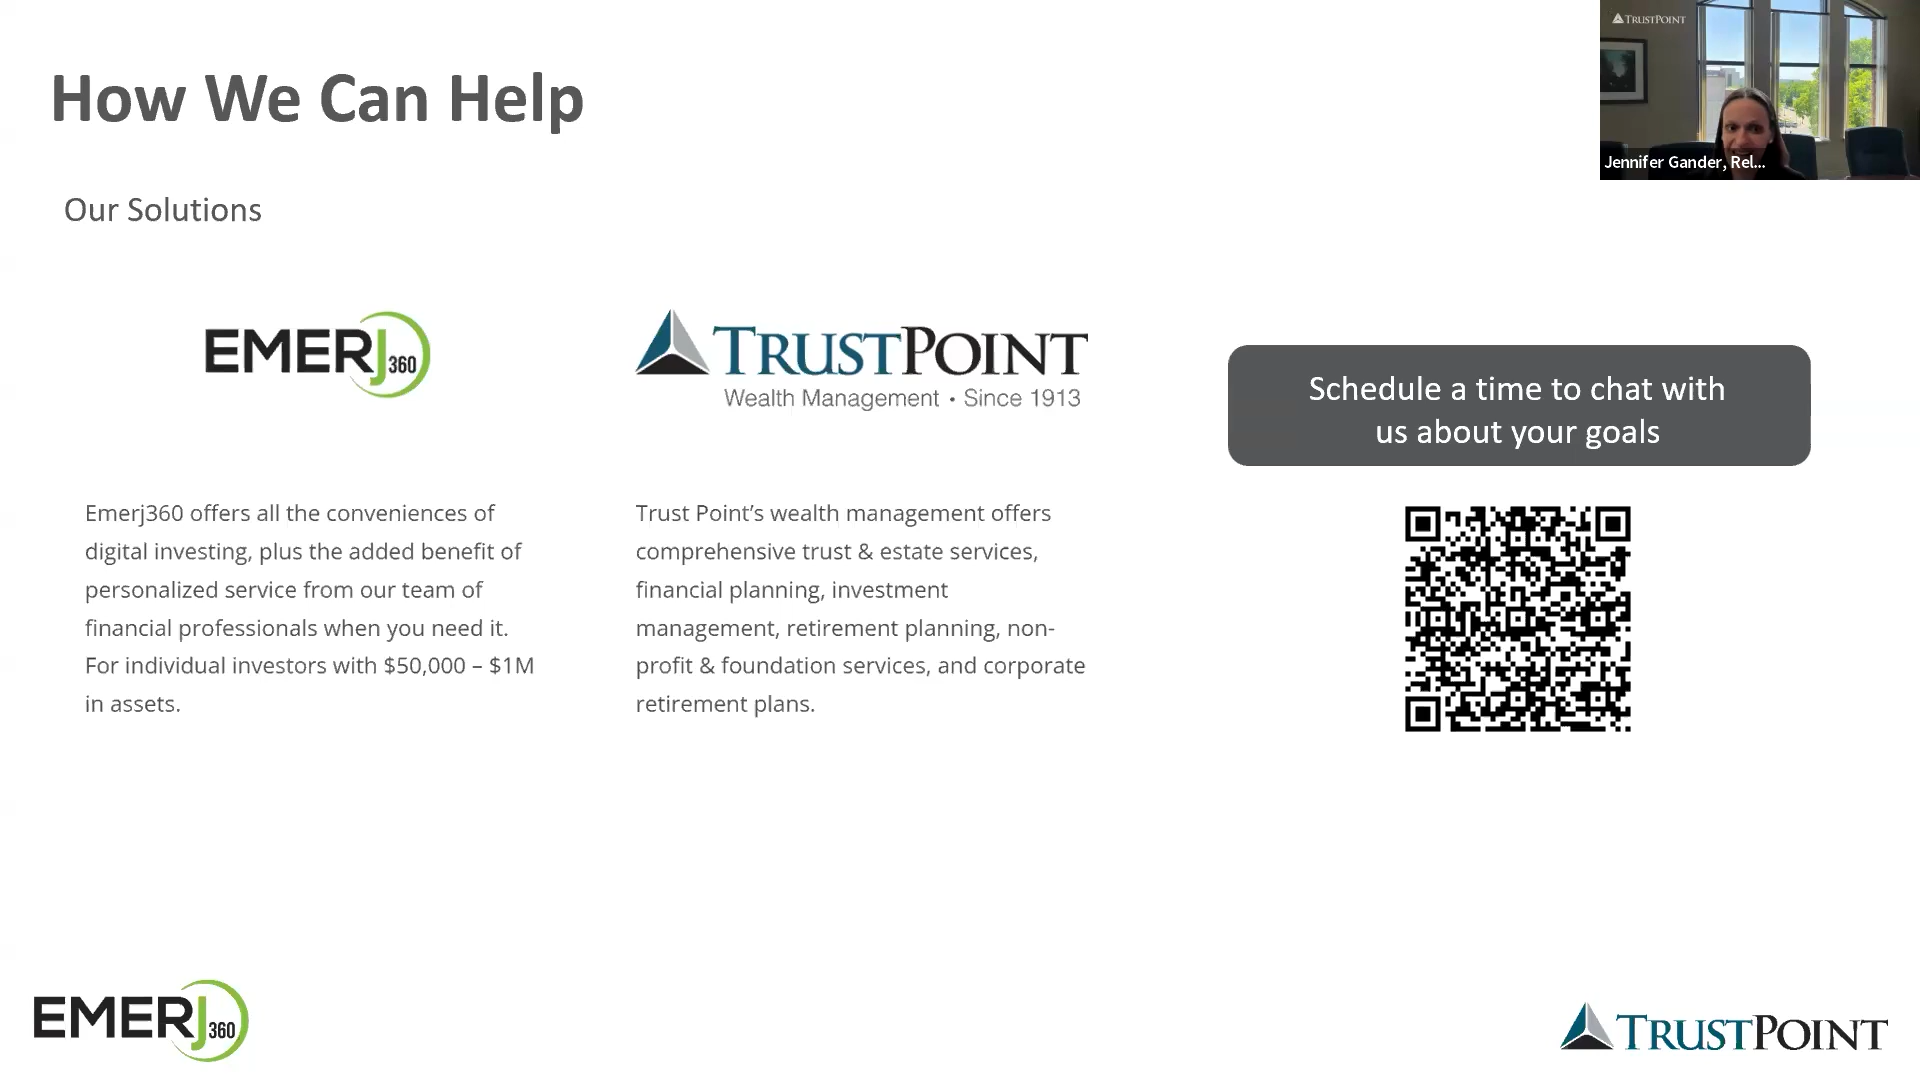 How We Can Help
TRUSTPOINT
Jennifer Gander, Rel...
Our Solutions
EMERJ360
TRUSTPOINT
Wealth Management • Since 1913
Schedule a time to chat with
us about your goals
Emerj360 offers all the conveniences of
digital investing, plus the added benefit of
personalized service from our team of
financial professionals when you need it.
For individual investors with $50,000 – $1M
in assets.
Trust Point’s wealth management offers
comprehensive trust & estate services,
financial planning, investment
management, retirement planning, non-
profit & foundation services, and corporate
retirement plans.
EMERJ360
TRUSTPOINT